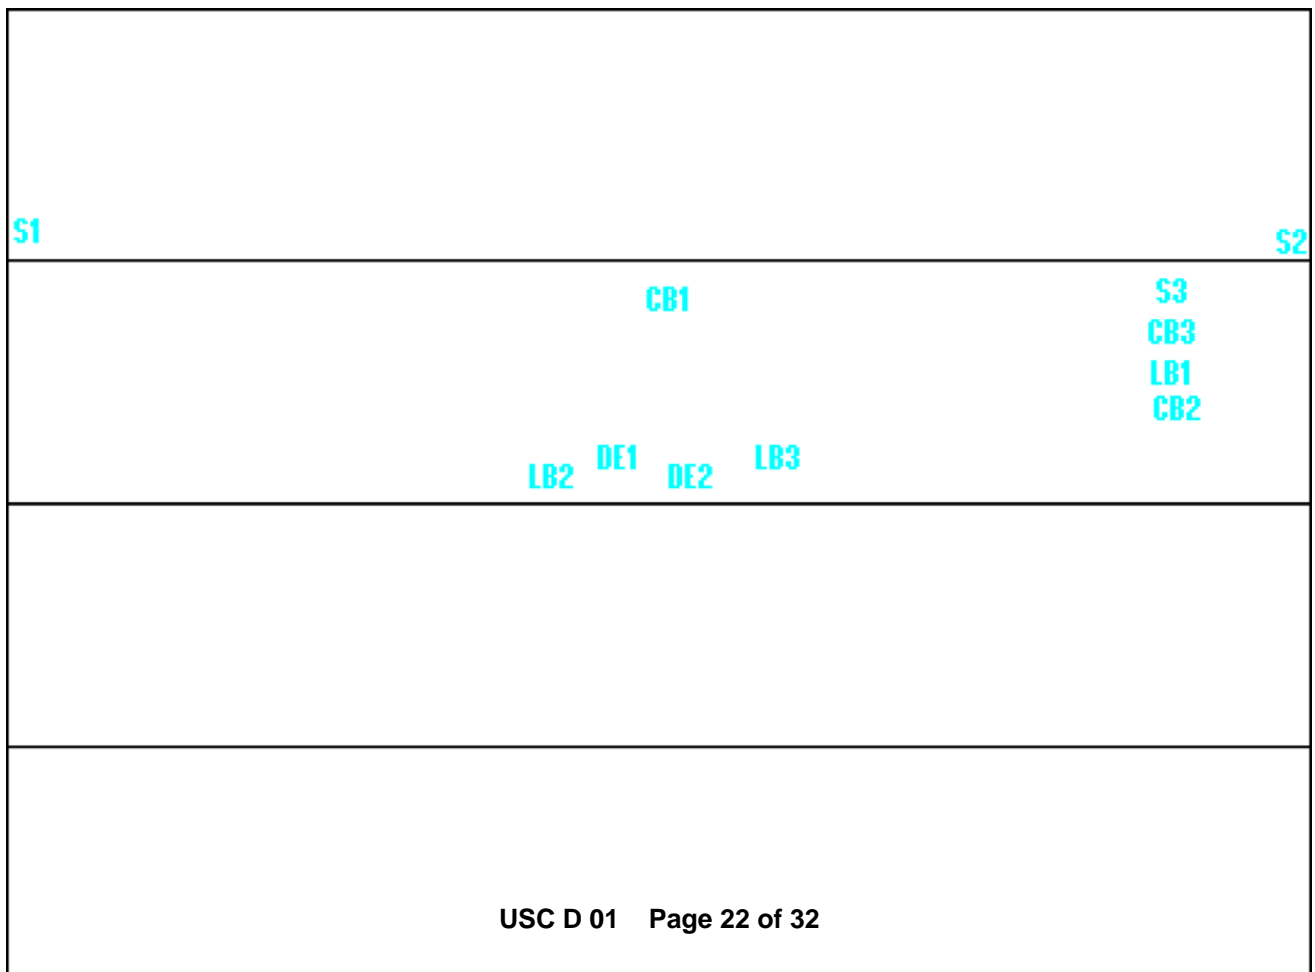 S1
S2
CB1
S3
CB3
LB1
CB2
LB2 DE1 DE2 LB3
USC D 01 Page 22 of 32